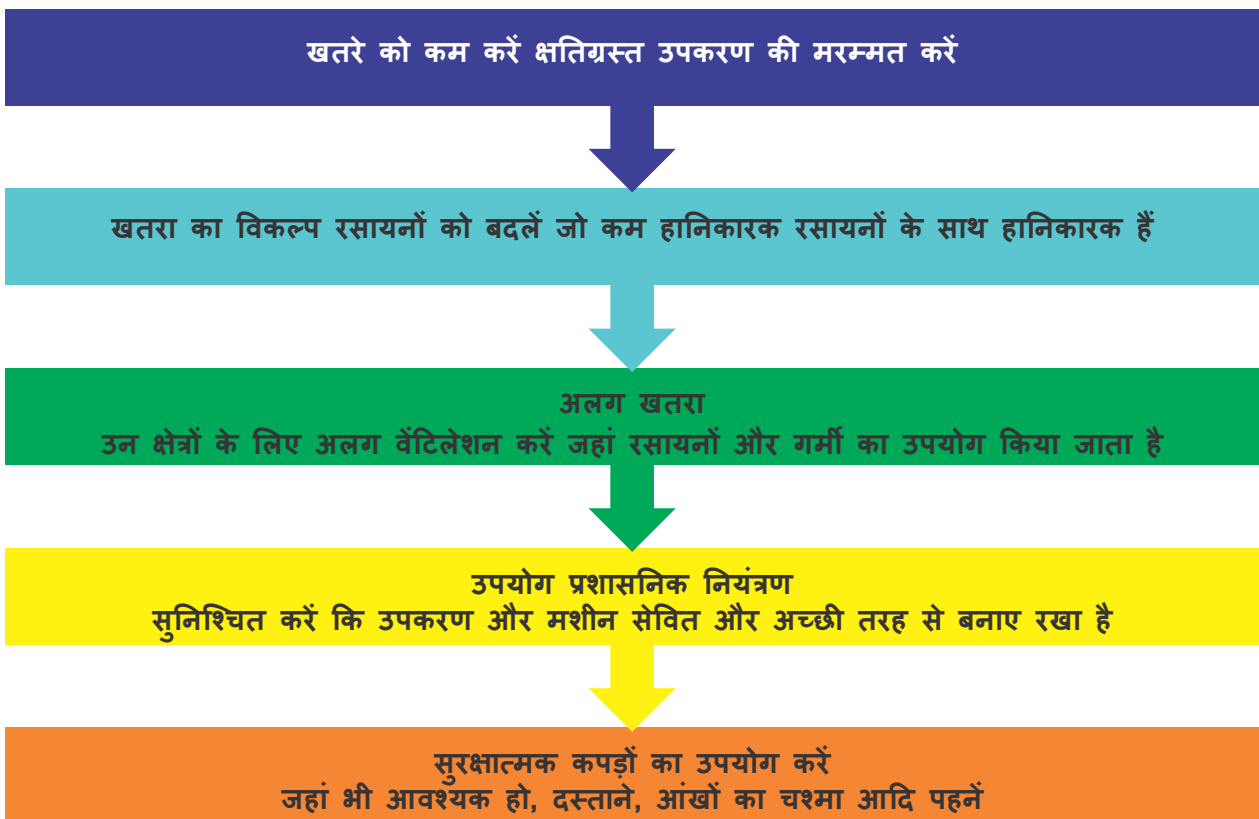 खतरे को कम करें क्षतिग्रस्त उपकरण की मरम्मत करें
खतरा का विकल्प रसायनों को बदलें जो कम हानिकारक रसायनों के साथ हानिकारक हैं
अलग खतरा
उन क्षेत्रों के लिए अलग वेंटिलेशन करें जहां रसायनों और गर्मी का उपयोग किया जाता है
उपयोग प्रशासनिक नियंत्रण
सुनिश्चित करें कि उपकरण और मशीन सेवित और अच्छी तरह से बनाए रखा है
सुरक्षात्मक कपड़ों का उपयोग करें
जहां भी आवश्यक हो, दस्ताने, आंखों का चश्मा आदि पहनें